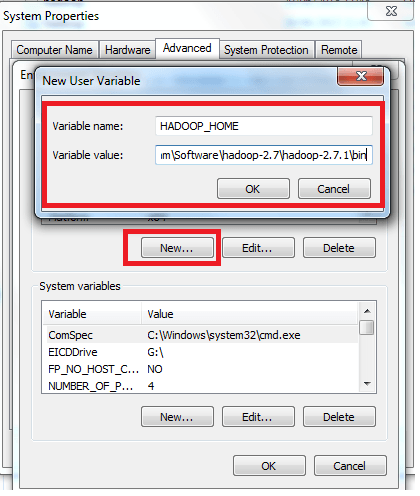 System Properties
Computer Name Hardware Advanced System Protection Remote
New User Variable
Variable name: HADOOP_HOME
Variable value: ım\Software\hadoop-2.7\hadoop-2.7.1\bin
OK Cancel
New... Edit... Delete
System variables
Variable Value
ComSpec C:\Windows\system32\cmd.exe
EICDDrive G:\
FP_NO_HOST_C... NO
NUMBER_OF_P... 4
New... Edit... Delete
OK Cancel